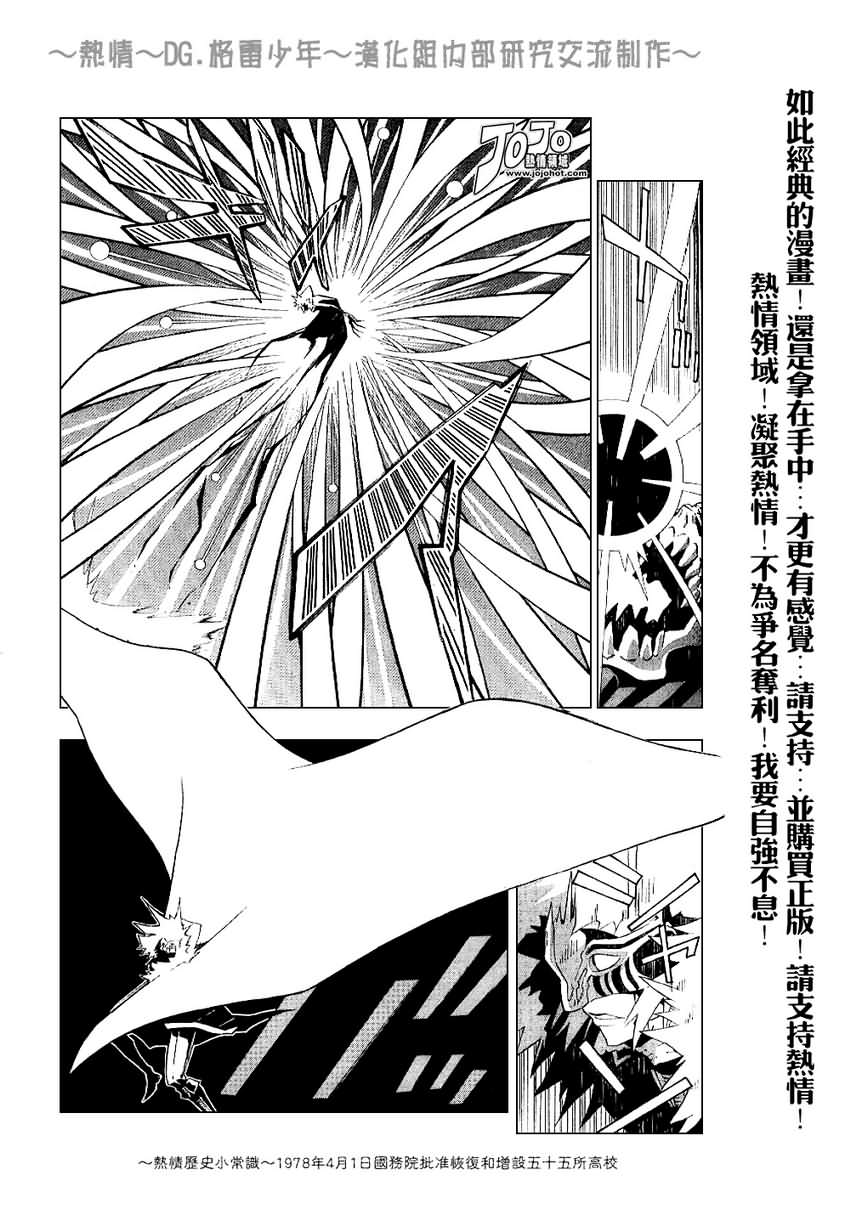 ～熱情～DG.格雷少年～漢化組內部研究交流制作～
JOJO
熱情領域
www.jojohot.com
如此經典的漫畫！還是拿在手中…才更有感覺…請支持…並購買正版！請支持熱情！
熱情領域！凝聚熱情！不為爭名奪利！我要自強不息！
～熱情歷史小常識～1978年4月1日國務院批准恢復和增設五十五所高校